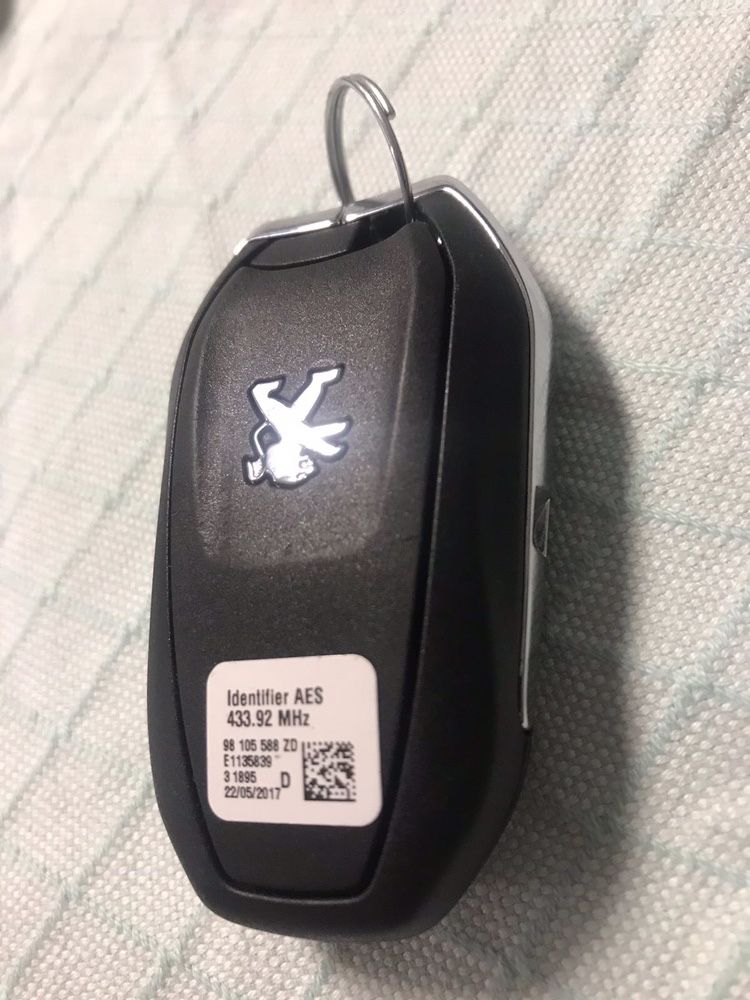 Identifier AES
433.92 MHz
98 105 588 ZD
E1135839
3 1895 D
22/05/2017